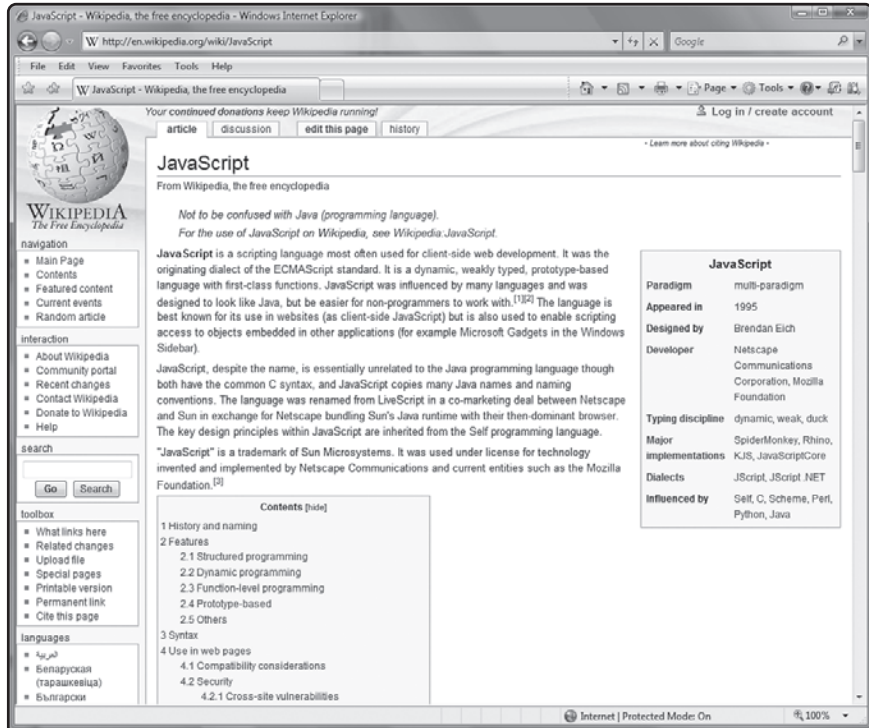 JavaScript - Wikipedia, the free encyclopedia - Windows Internet Explorer
W http://en.wikipedia.org/wiki/JavaScript
Google
File Edit View Favorites Tools Help
W JavaScript - Wikipedia, the free encyclopedia
Page Tools
Your continued donations keep Wikipedia running!
Log in / create account
article discussion edit this page history
- Learn more about citing Wikipedia -
WIKIPEDIA
The Free Encyclopedia
navigation
Main Page
Contents
Featured content
Current events
Random article
interaction
About Wikipedia
Community portal
Recent changes
Contact Wikipedia
Donate to Wikipedia
Help
search
Go Search
toolbox
What links here
Related changes
Upload file
Special pages
Printable version
Permanent link
Cite this page
languages
العربية
Беларуская
(тарашкевіца)
Български
JavaScript
From Wikipedia, the free encyclopedia
Not to be confused with Java (programming language).
For the use of JavaScript on Wikipedia, see Wikipedia:JavaScript.
JavaScript is a scripting language most often used for client-side web development. It was the
originating dialect of the ECMAScript standard. It is a dynamic, weakly typed, prototype-based
language with first-class functions. JavaScript was influenced by many languages and was
designed to look like Java, but be easier for non-programmers to work with.[1][2] The language is
best known for its use in websites (as client-side JavaScript) but is also used to enable scripting
access to objects embedded in other applications (for example Microsoft Gadgets in the Windows
Sidebar).
JavaScript, despite the name, is essentially unrelated to the Java programming language though
both have the common C syntax, and JavaScript copies many Java names and naming
conventions. The language was renamed from LiveScript in a co-marketing deal between Netscape
and Sun in exchange for Netscape bundling Sun's Java runtime with their then-dominant browser.
The key design principles within JavaScript are inherited from the Self programming language.
"JavaScript" is a trademark of Sun Microsystems. It was used under license for technology
invented and implemented by Netscape Communications and current entities such as the Mozilla
Foundation.[3]
Contents [hide]
1 History and naming
2 Features
2.1 Structured programming
2.2 Dynamic programming
2.3 Function-level programming
2.4 Prototype-based
2.5 Others
3 Syntax
4 Use in web pages
4.1 Compatibility considerations
4.2 Security
4.2.1 Cross-site vulnerabilities
JavaScript
Paradigm multi-paradigm
Appeared in 1995
Designed by Brendan Eich
Developer Netscape
Communications
Corporation, Mozilla
Foundation
Typing discipline dynamic, weak, duck
Major SpiderMonkey, Rhino,
implementations KJS, JavaScriptCore
Dialects JScript, JScript .NET
Influenced by Self, C, Scheme, Perl,
Python, Java
Internet | Protected Mode: On
100%